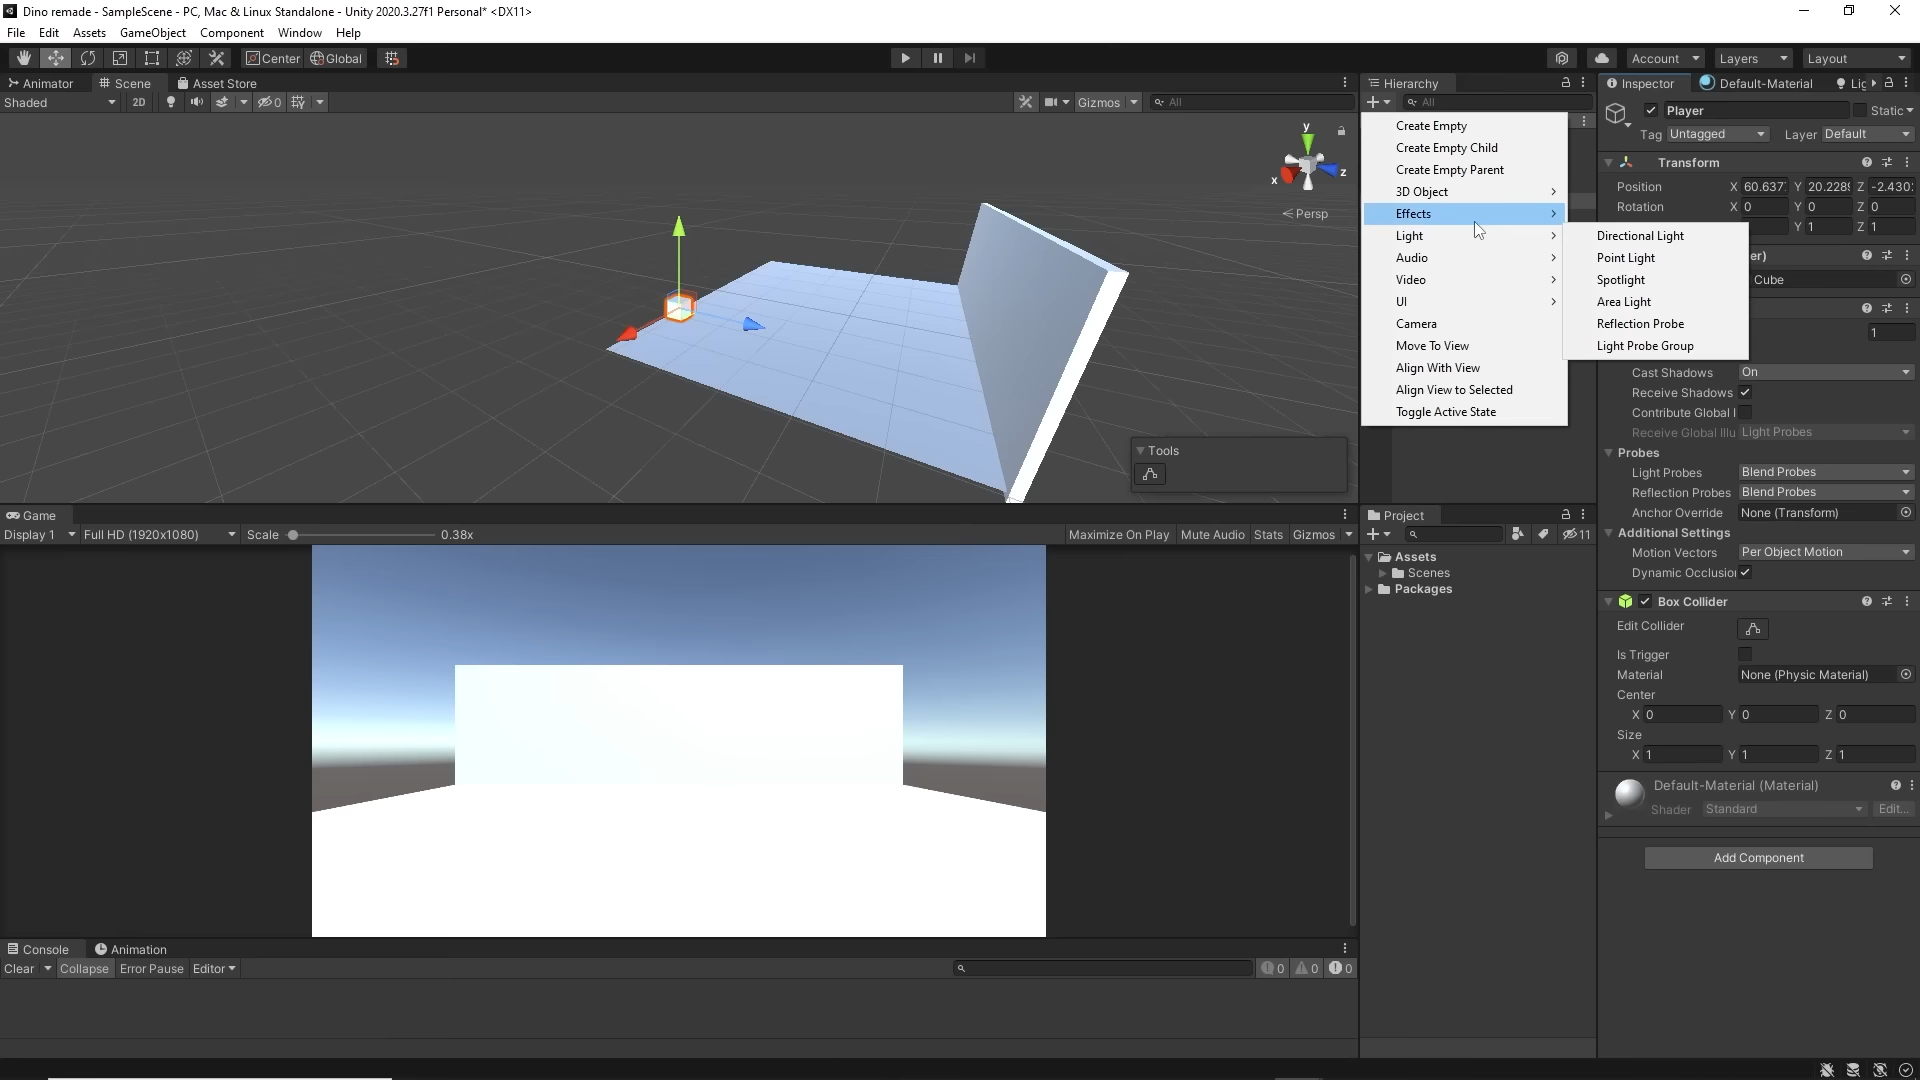 Dino remade - SampleScene - PC, Mac & Linux Standalone - Unity 2020.3.27f1 Personal* <DX11>
File Edit Assets GameObject Component Window Help
Center Global Account Layers Layout
Animator Scene Asset Store
Shaded 2D 0 Gizmos All
y
x
z
Persp
Tools
Hierarchy
All
Create Empty
Create Empty Child
Create Empty Parent
3D Object
Effects
Light
Audio
Video
UI
Camera
Move To View
Align With View
Align View to Selected
Toggle Active State
Directional Light
Point Light
Spotlight
Area Light
Reflection Probe
Light Probe Group
Inspector Default-Material Lig
Player Static
Tag Untagged Layer Default
Transform
Position X 60.637 Y 20.228 Z -2.430
Rotation X 0 Y 0 Z 0
Y 1 Z 1
er)
Cube
1
Cast Shadows On
Receive Shadows
Contribute Global I
Receive Global Illu Light Probes
Probes
Light Probes Blend Probes
Reflection Probes Blend Probes
Anchor Override None (Transform)
Additional Settings
Motion Vectors Per Object Motion
Dynamic Occlusio
Box Collider
Edit Collider
Is Trigger
Material None (Physic Material)
Center
X 0 Y 0 Z 0
Size
X 1 Y 1 Z 1
Default-Material (Material)
Shader Standard Edit...
Add Component
Game
Display 1 Full HD (1920x1080) Scale 0.38x Maximize On Play Mute Audio Stats Gizmos
Project
11
Assets
Scenes
Packages
Console Animation
Clear Collapse Error Pause Editor 0 0 0